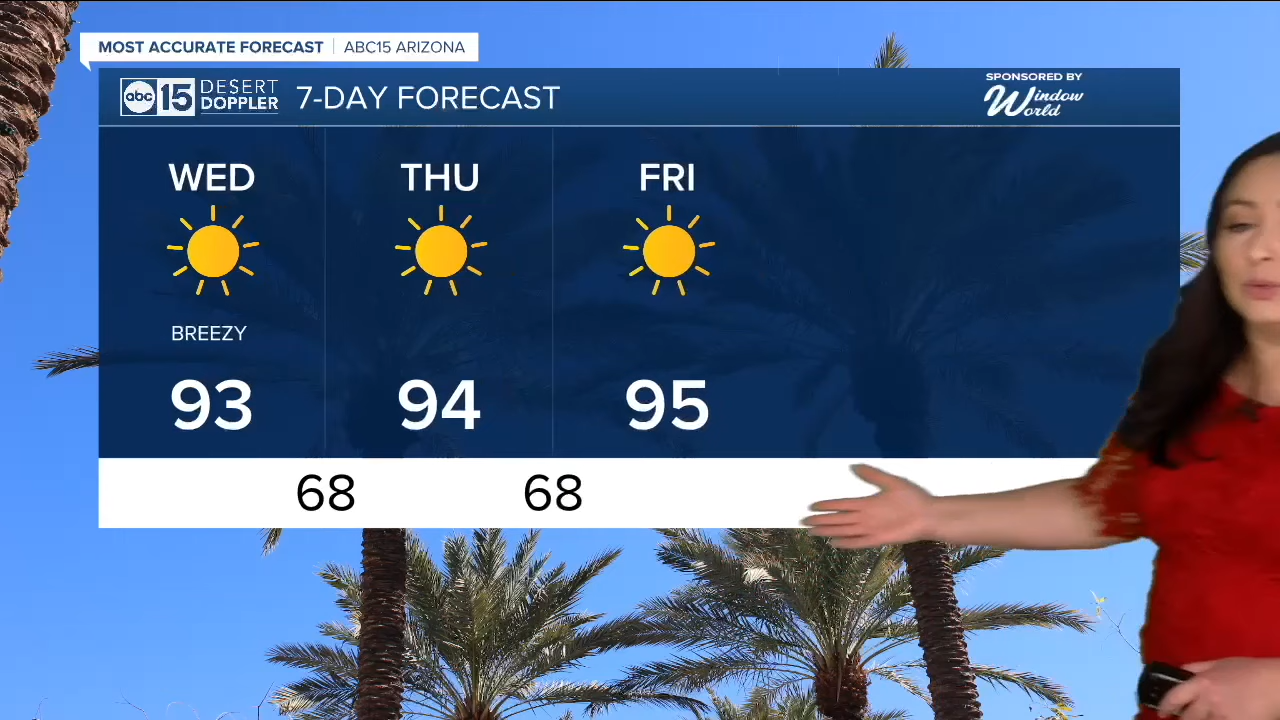 MOST ACCURATE FORECAST | ABC15 ARIZONA
abc 15 DESERT DOPPLER 7-DAY FORECAST
SPONSORED BY
Window World
WED THU FRI
BREEZY
93 94 95
68 68